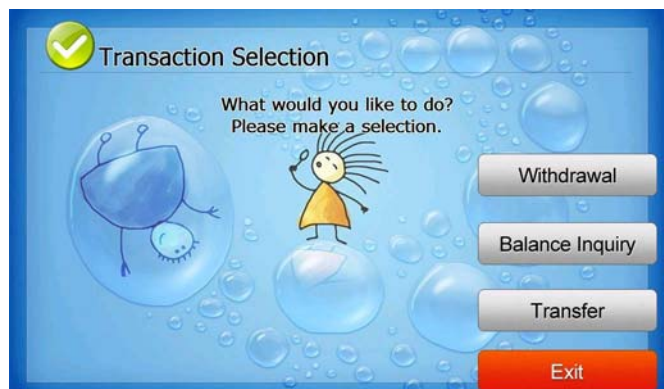 Transaction Selection
What would you like to do?
Please make a selection.
Withdrawal
Balance Inquiry
Transfer
Exit